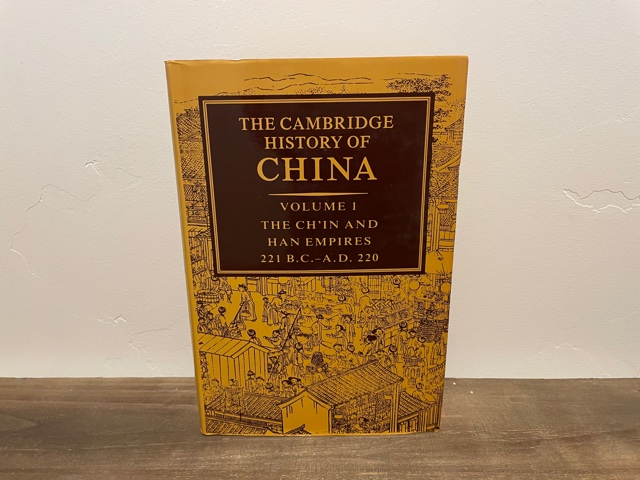 THE CAMBRIDGE
HISTORY OF
CHINA
VOLUME 1
THE CH'IN AND
HAN EMPIRES
221 B.C.–A.D. 220